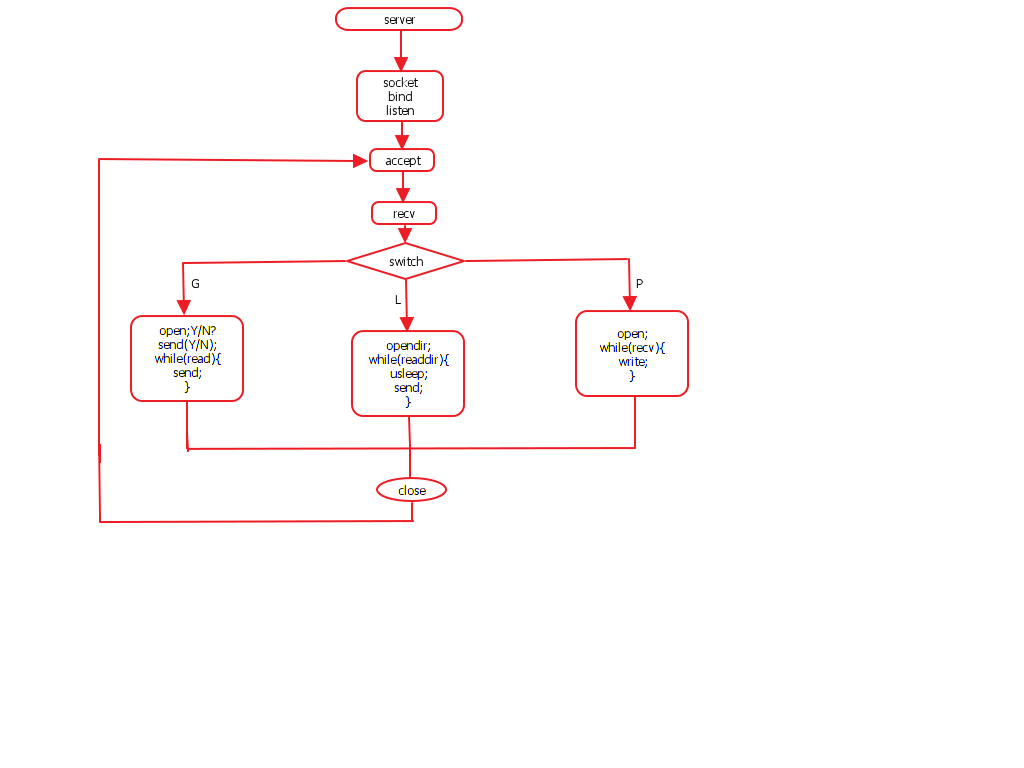 server
socket
bind
listen
accept
recv
switch
G
L
P
open;Y/N?
send(Y/N);
while(read){
send;
}
opendir;
while(readdir){
usleep;
send;
}
open;
while(recv){
write;
}
close